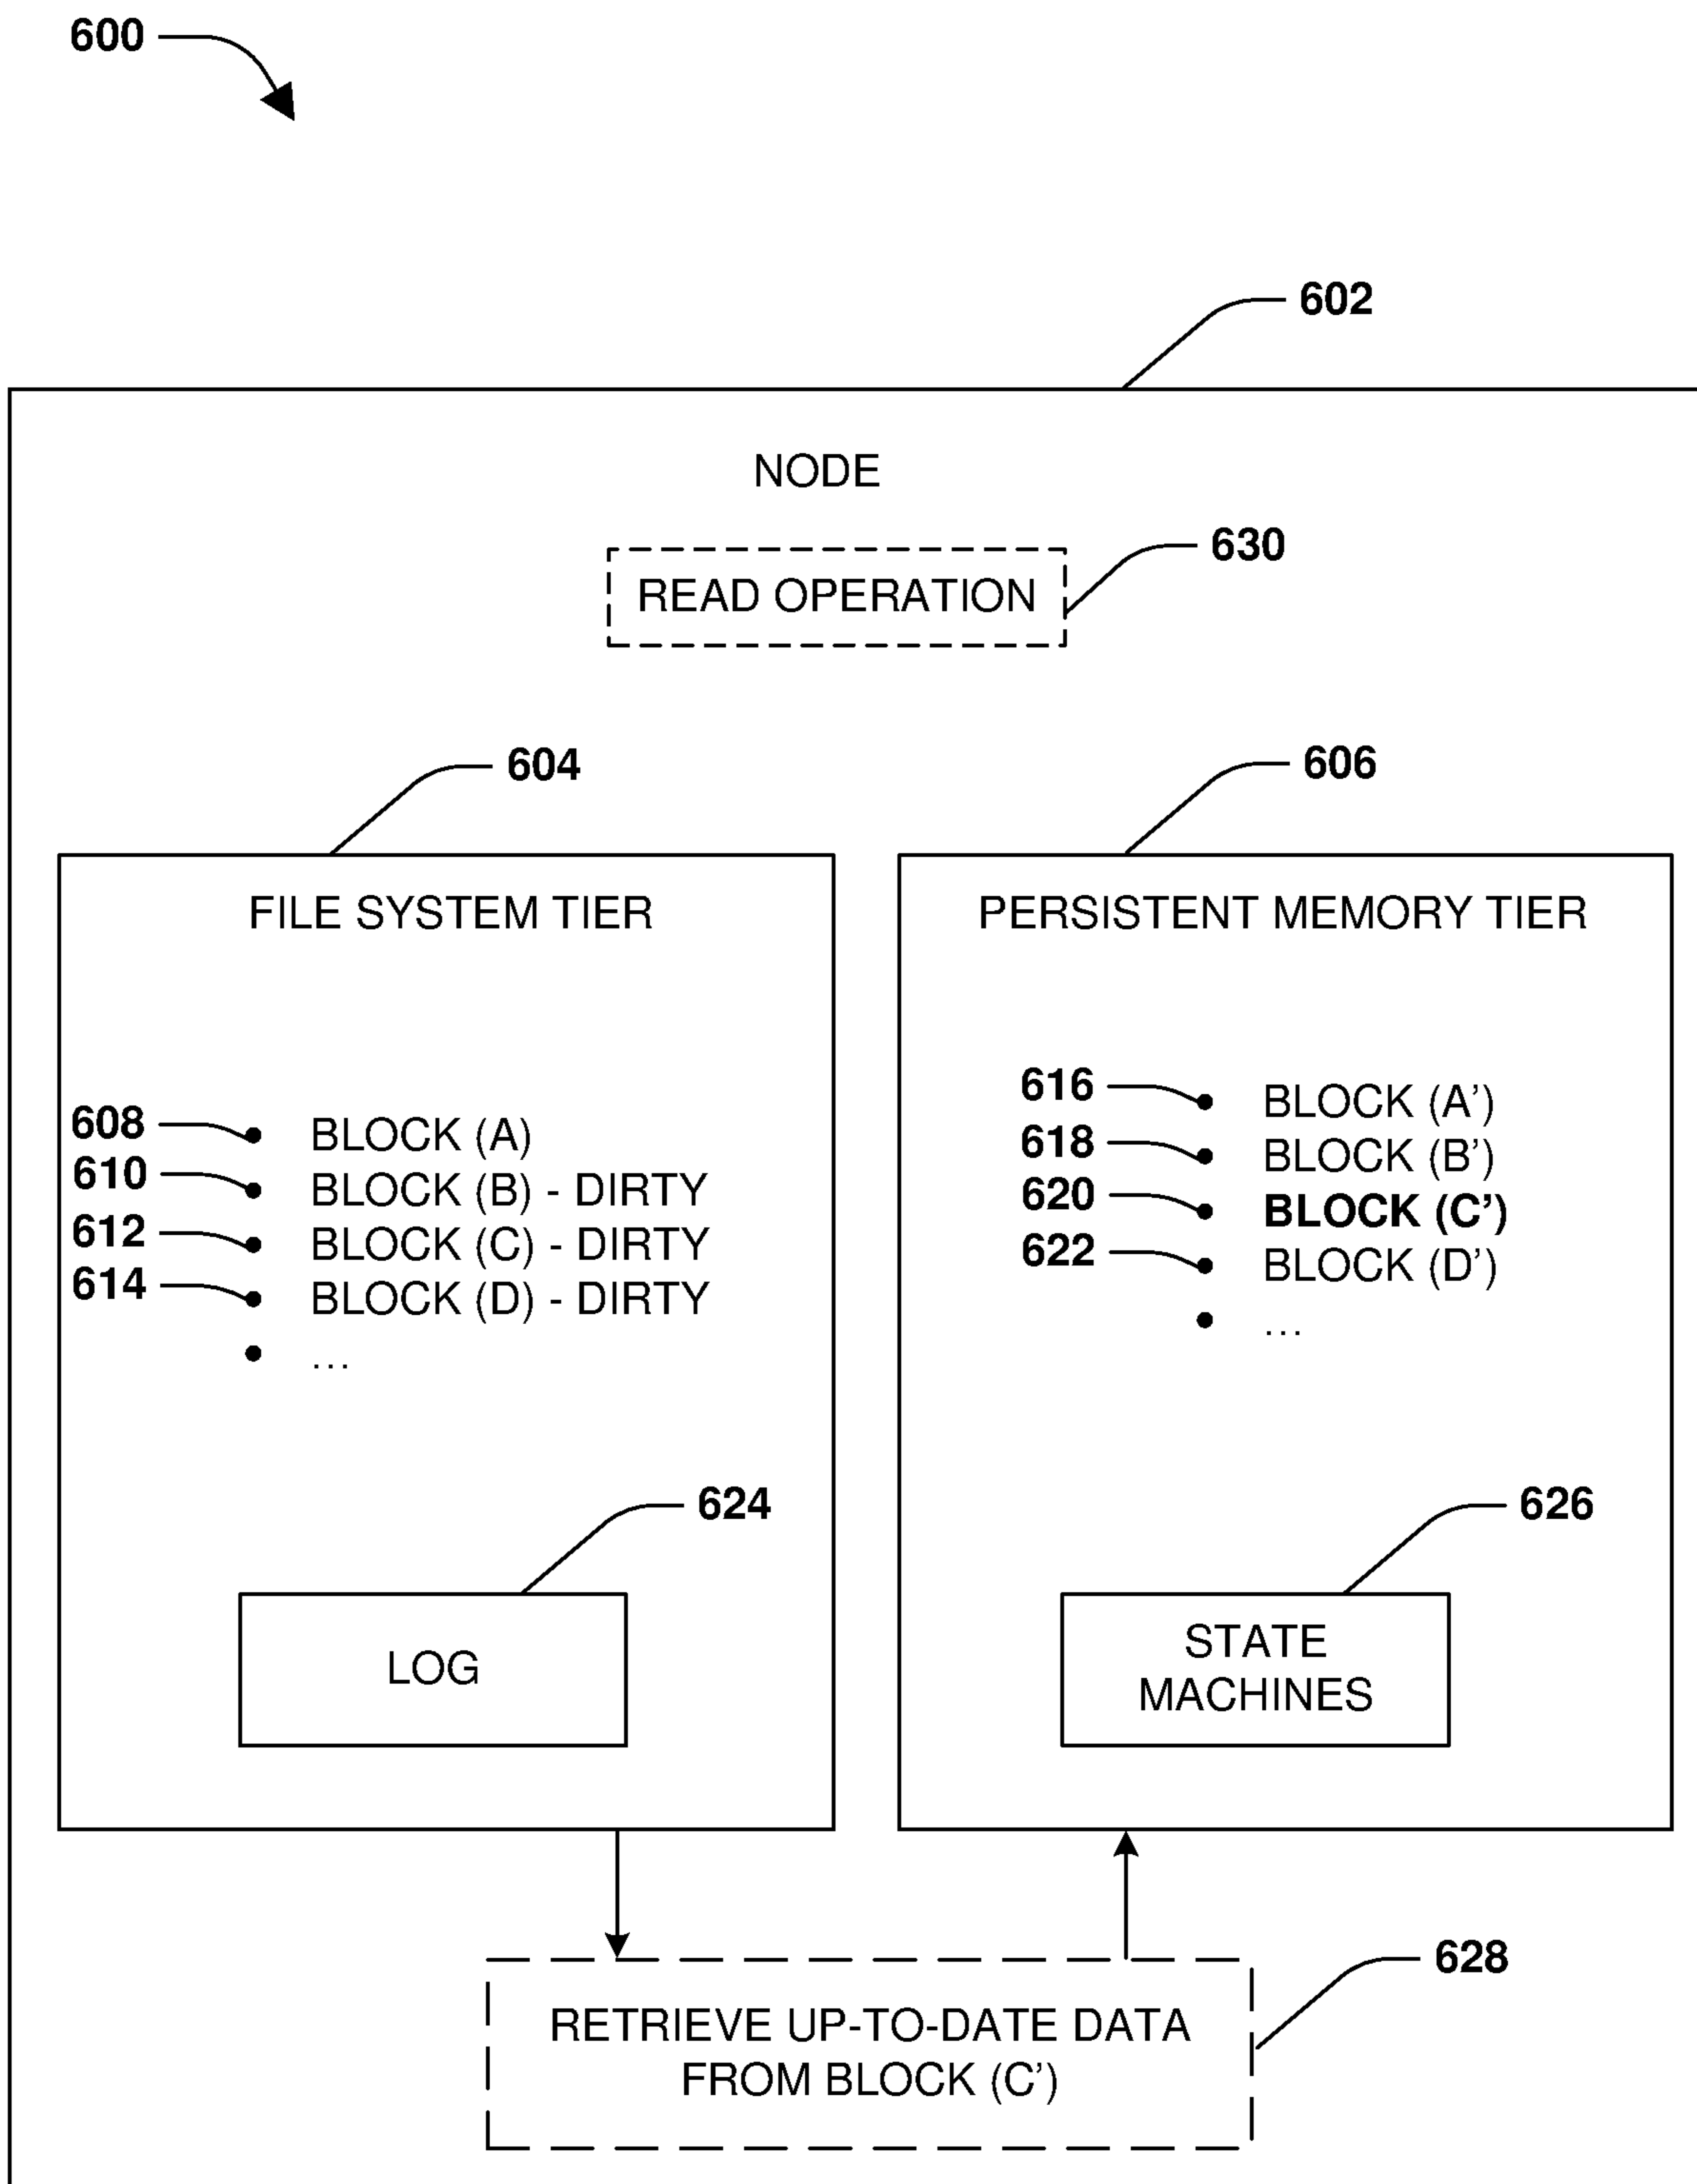 600
602
NODE
630
READ OPERATION
604
606
FILE SYSTEM TIER
PERSISTENT MEMORY TIER
608
BLOCK (A)
610
BLOCK (B) - DIRTY
612
BLOCK (C) - DIRTY
614
BLOCK (D) - DIRTY
...
616
BLOCK (A’)
618
BLOCK (B’)
620
BLOCK (C’)
622
BLOCK (D’)
...
624
LOG
626
STATE
MACHINES
628
RETRIEVE UP-TO-DATE DATA
FROM BLOCK (C’)